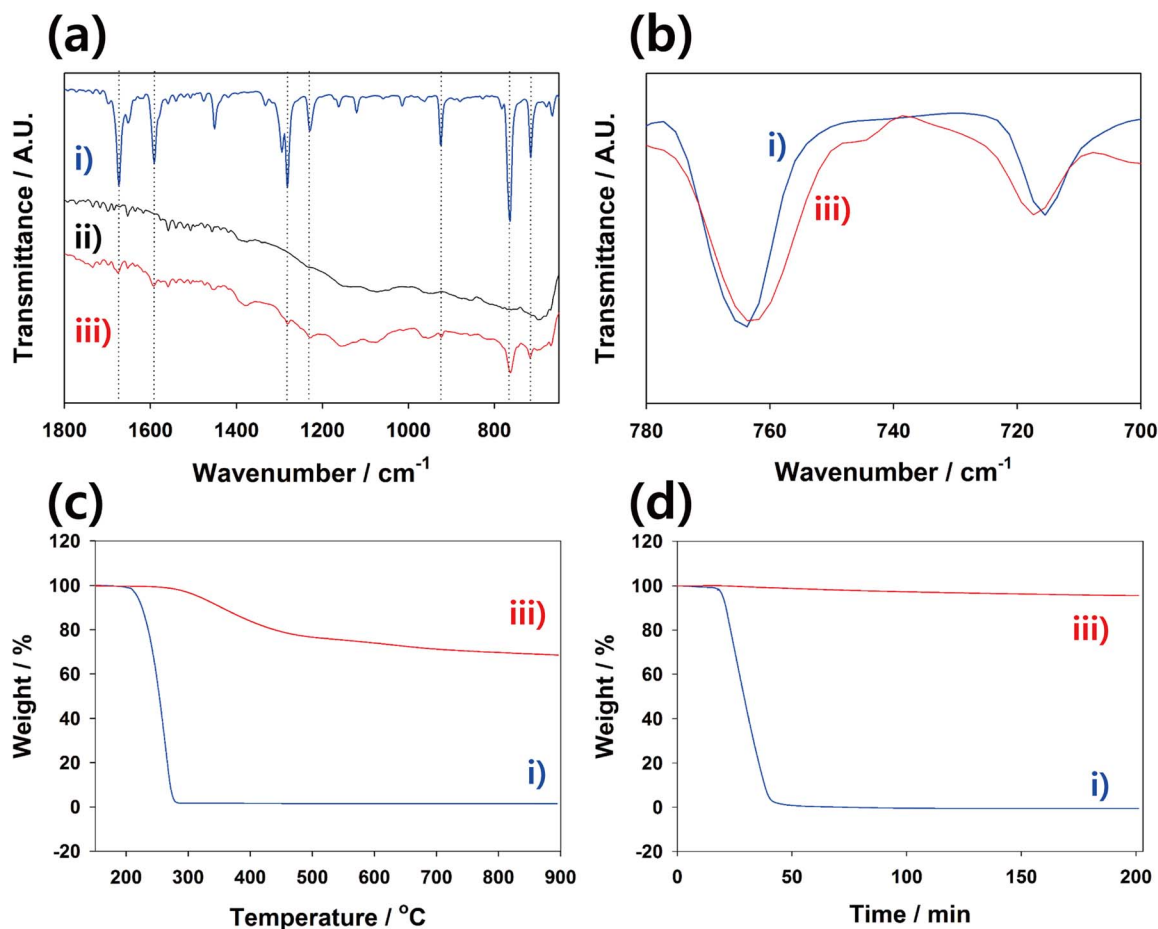 (a)
Transmittance / A.U.
i)
ii)
iii)
1800 1600 1400 1200 1000 800
Wavenumber / cm⁻¹
(b)
Transmittance / A.U.
i)
iii)
780 760 740 720 700
Wavenumber / cm⁻¹
(c)
Weight / %
120
100
80
60
40
20
0
-20
iii)
i)
200 300 400 500 600 700 800 900
Temperature / °C
(d)
Weight / %
120
100
80
60
40
20
0
-20
iii)
i)
0 50 100 150 200
Time / min